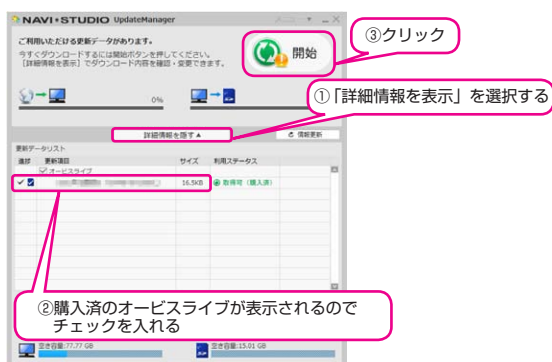 NAVI+STUDIO UpdateManager
メニュー
ご利用いただける更新データがあります。
今すぐダウンロードするには開始ボタンを押してください。
[詳細情報を表示]でダウンロード内容を確認・変更できます。
開始
③クリック
0%
①「詳細情報を表示」を選択する
詳細情報を隠す▲
情報更新
更新データリスト
進捗 更新項目 サイズ 利用ステータス
オービスライブ
16.5KB 取得可（購入済）
②購入済のオービスライブが表示されるので
チェックを入れる
空き容量:77.77 GB
空き容量:15.01 GB